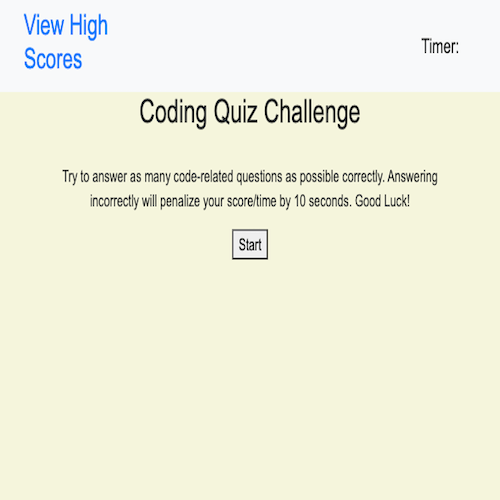 View High
Scores
Timer:
Coding Quiz Challenge
Try to answer as many code-related questions as possible correctly. Answering
incorrectly will penalize your score/time by 10 seconds. Good Luck!
Start